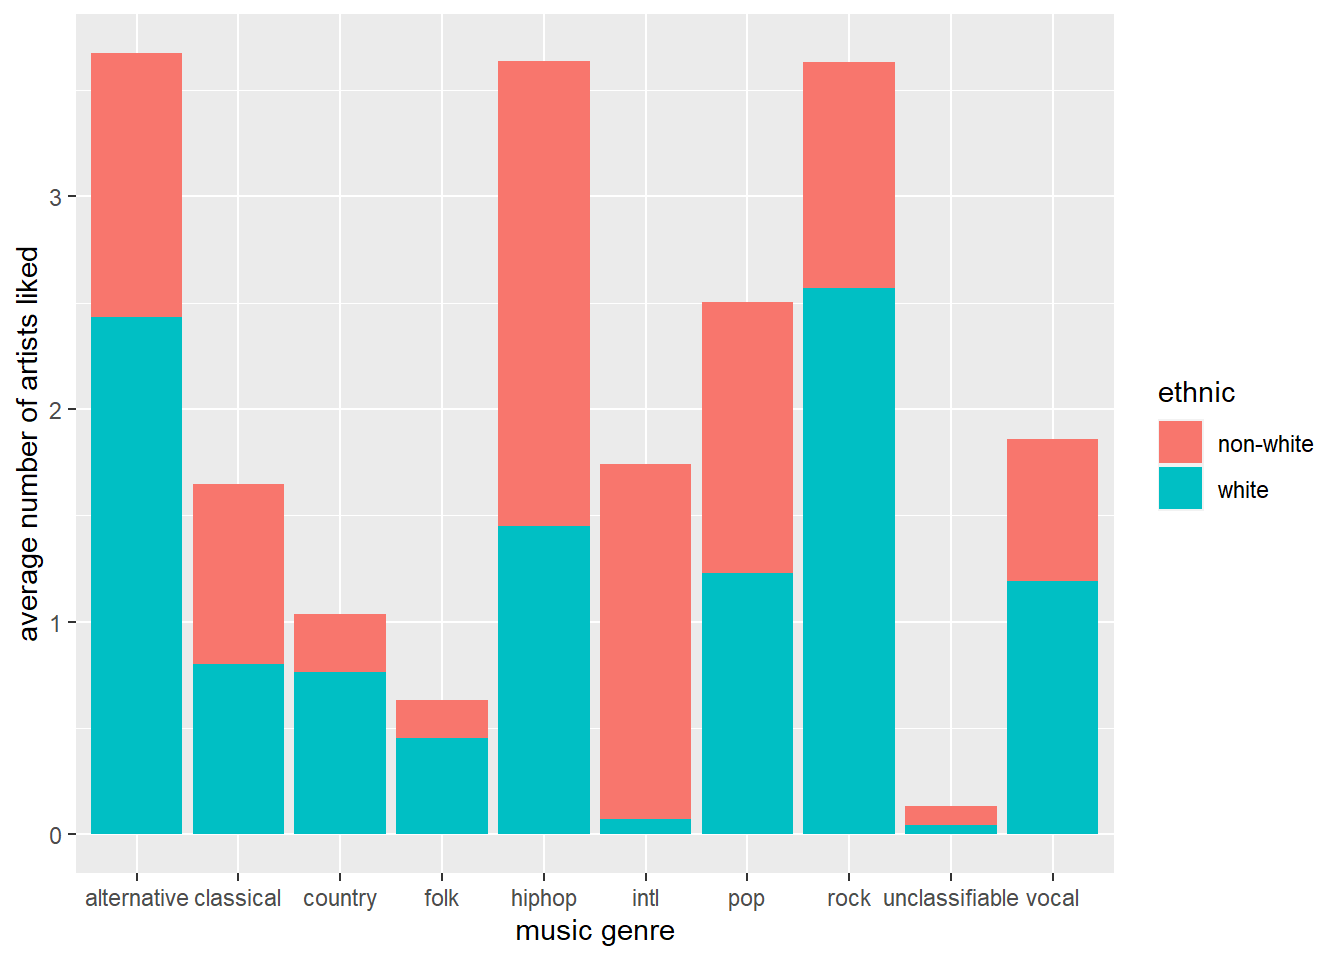 average number of artists liked
3
2
1
0
alternative classical country folk hiphop intl pop rock unclassifiable vocal
music genre
ethnic
non-white
white